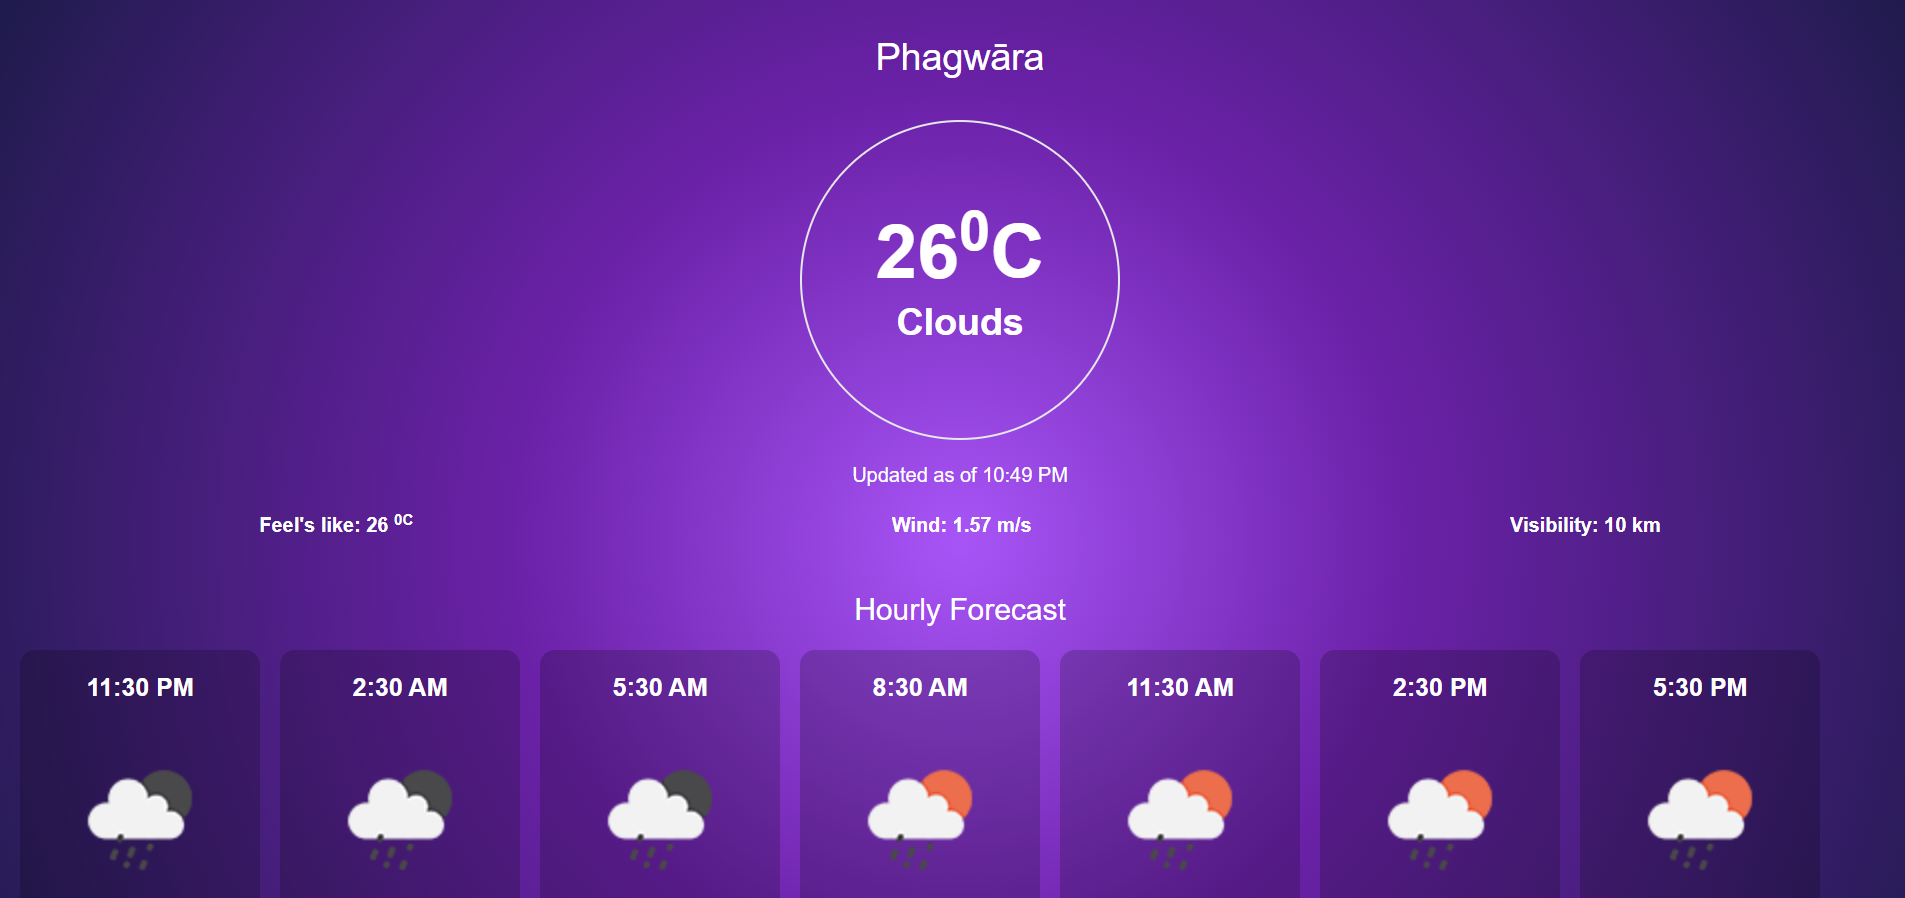 Phagwāra
26⁰C
Clouds
Updated as of 10:49 PM
Feel's like: 26 ⁰ᶜ
Wind: 1.57 m/s
Visibility: 10 km
Hourly Forecast
11:30 PM
2:30 AM
5:30 AM
8:30 AM
11:30 AM
2:30 PM
5:30 PM